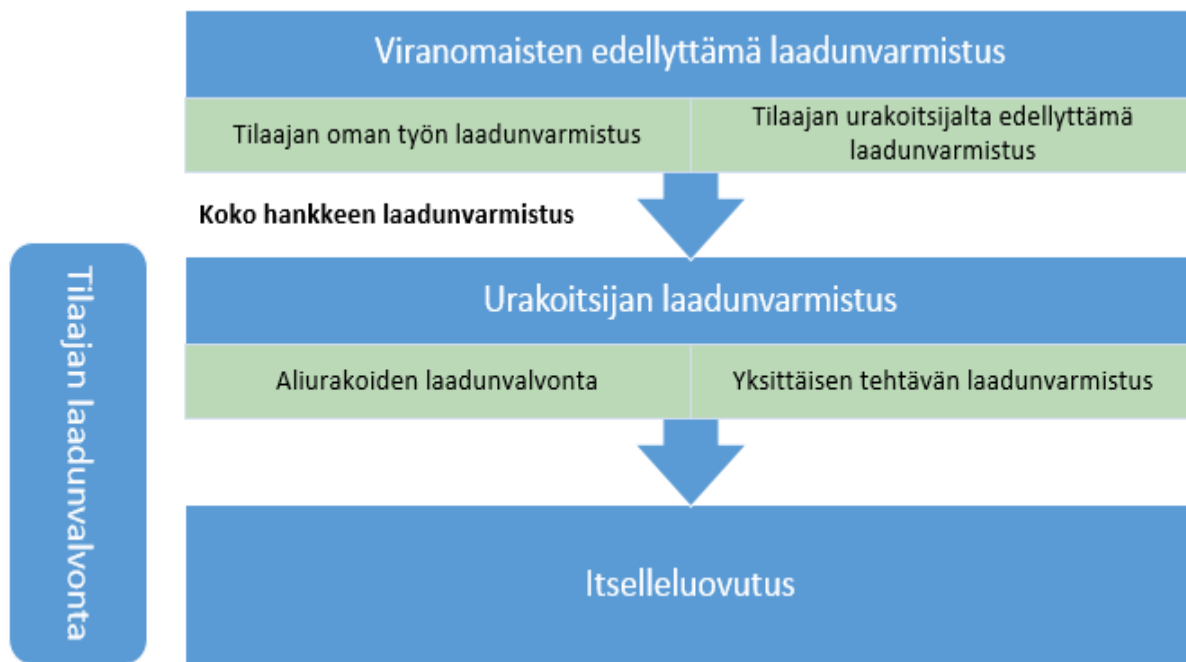 Viranomaisten edellyttämä laadunvarmistus
Tilaajan oman työn laadunvarmistus
Tilaajan urakoitsijalta edellyttämä
laadunvarmistus
Koko hankkeen laadunvarmistus
Tilaajan laadunvalvonta
Urakoitsijan laadunvarmistus
Aliurakoiden laadunvalvonta
Yksittäisen tehtävän laadunvarmistus
Itselleluovutus